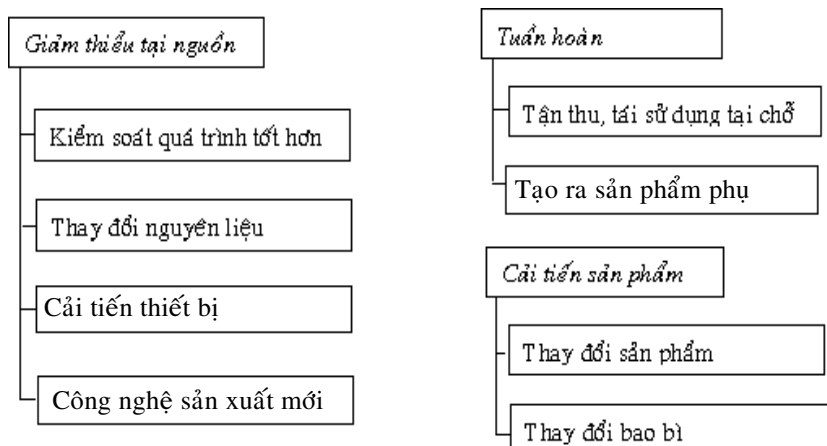 Giảm thiểu tại nguồn
Kiểm soát quá trình tốt hơn
Thay đổi nguyên liệu
Cải tiến thiết bị
Công nghệ sản xuất mới
Tuần hoàn
Tận thu, tái sử dụng tại chỗ
Tạo ra sản phẩm phụ
Cải tiến sản phẩm
Thay đổi sản phẩm
Thay đổi bao bì